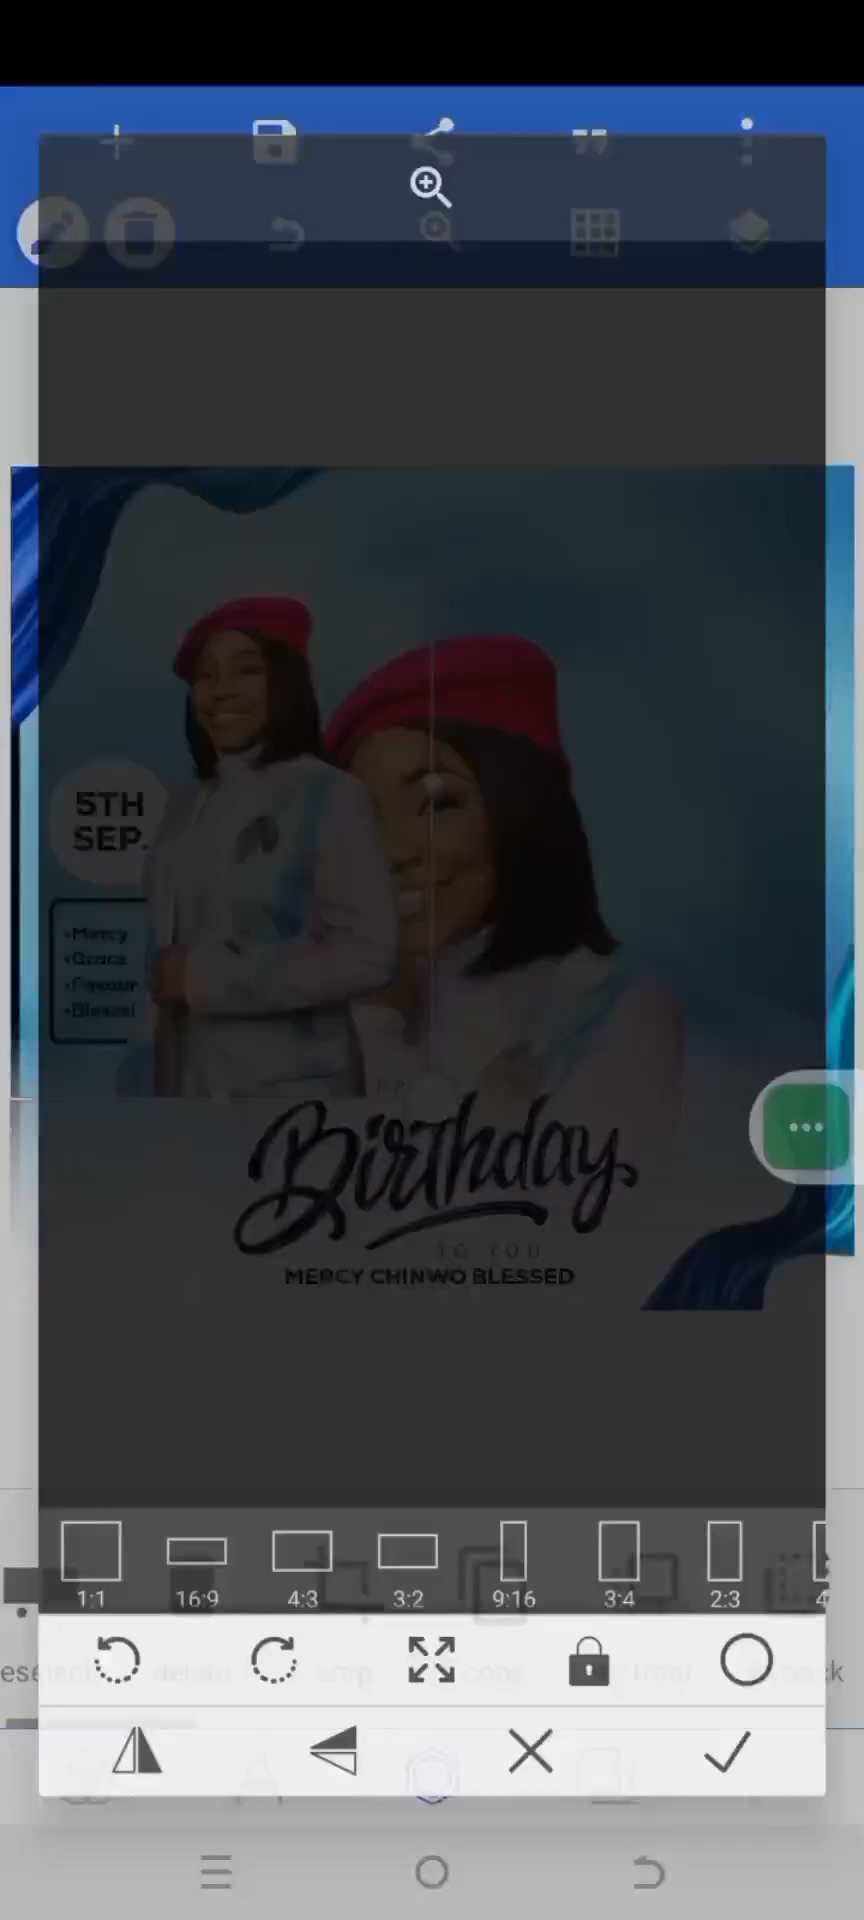 5TH
SEP.
•Mercy
•Grace
•Favour
•Blessed
Birthday
TO YOU
MERCY CHINWO BLESSED
1:1
16:9
4:3
3:2
9:16
3:4
2:3